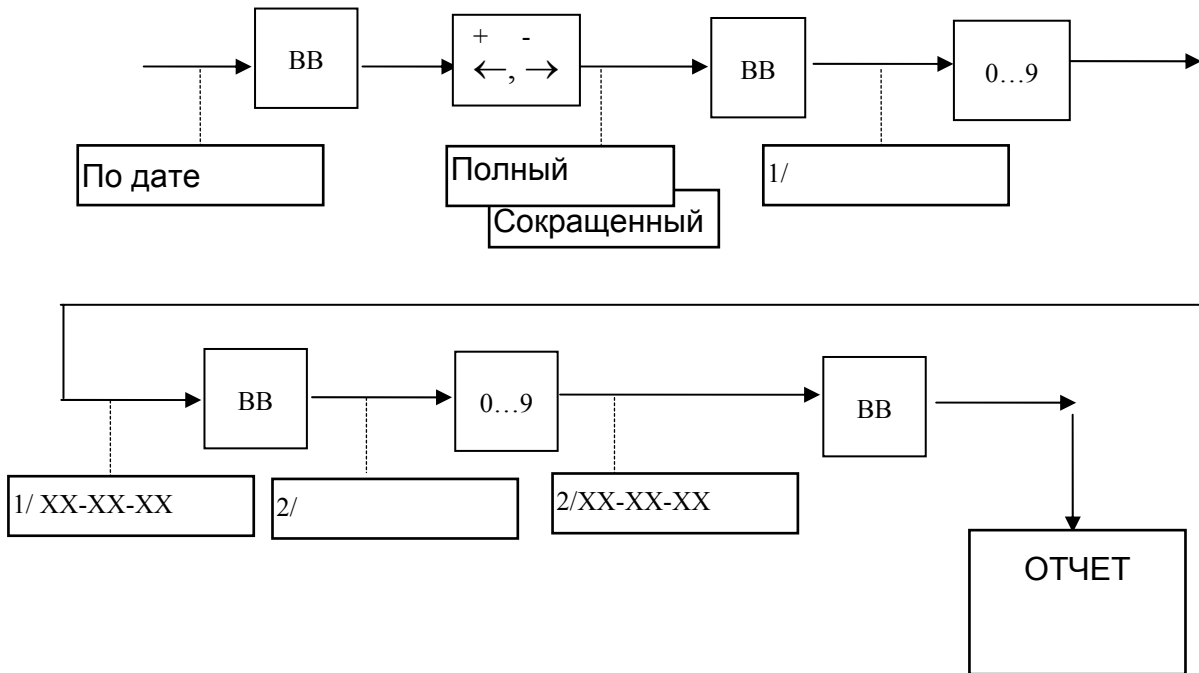 ВВ
+ -
←, →
ВВ
0…9
По дате
Полный
Сокращенный
1/
ВВ
0…9
ВВ
1/ XX-XX-XX
2/
2/XX-XX-XX
ОТЧЕТ